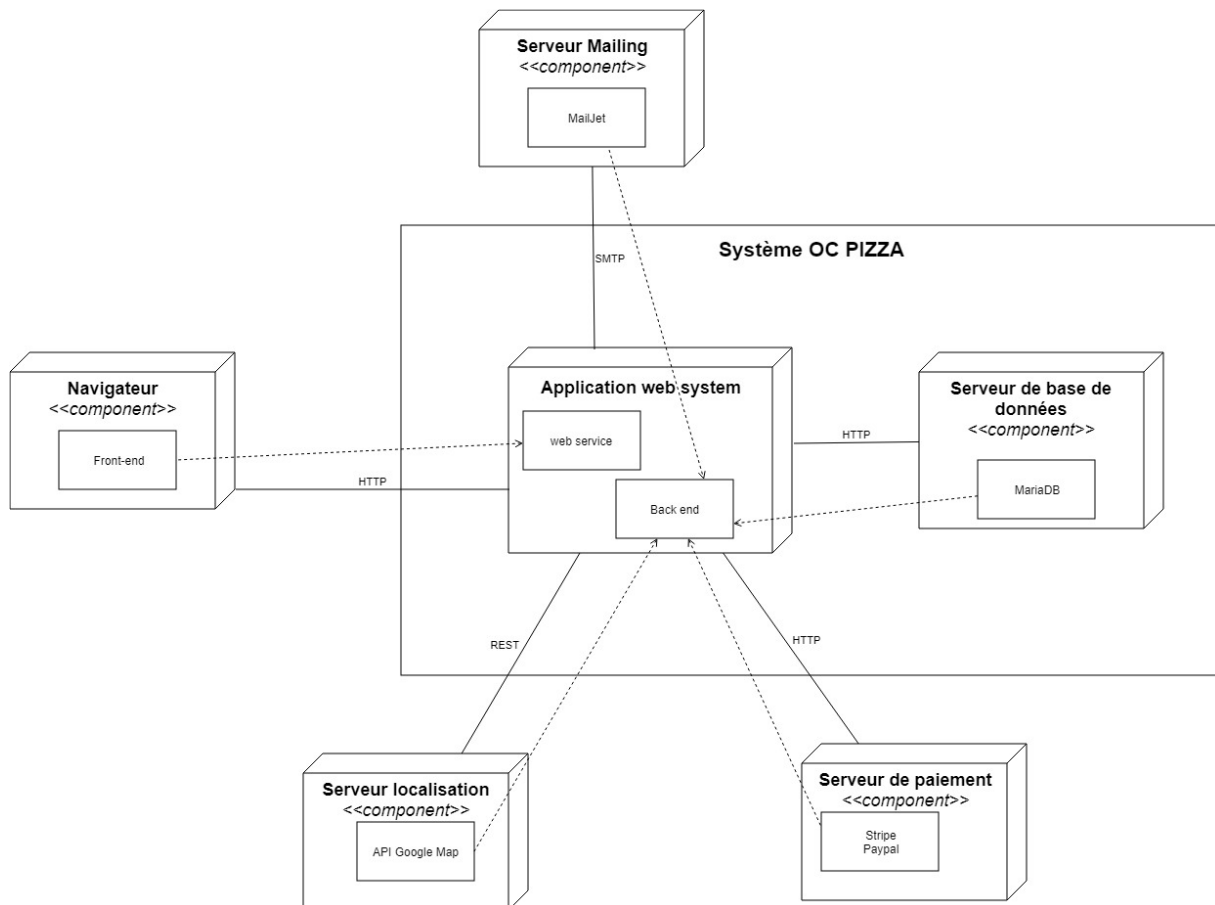 Serveur Mailing
<<component>>
MailJet
Système OC PIZZA
SMTP
Navigateur
<<component>>
Front-end
HTTP
Application web system
web service
Back end
HTTP
Serveur de base de
données
<<component>>
MariaDB
REST
HTTP
Serveur localisation
<<component>>
API Google Map
Serveur de paiement
<<component>>
Stripe
Paypal